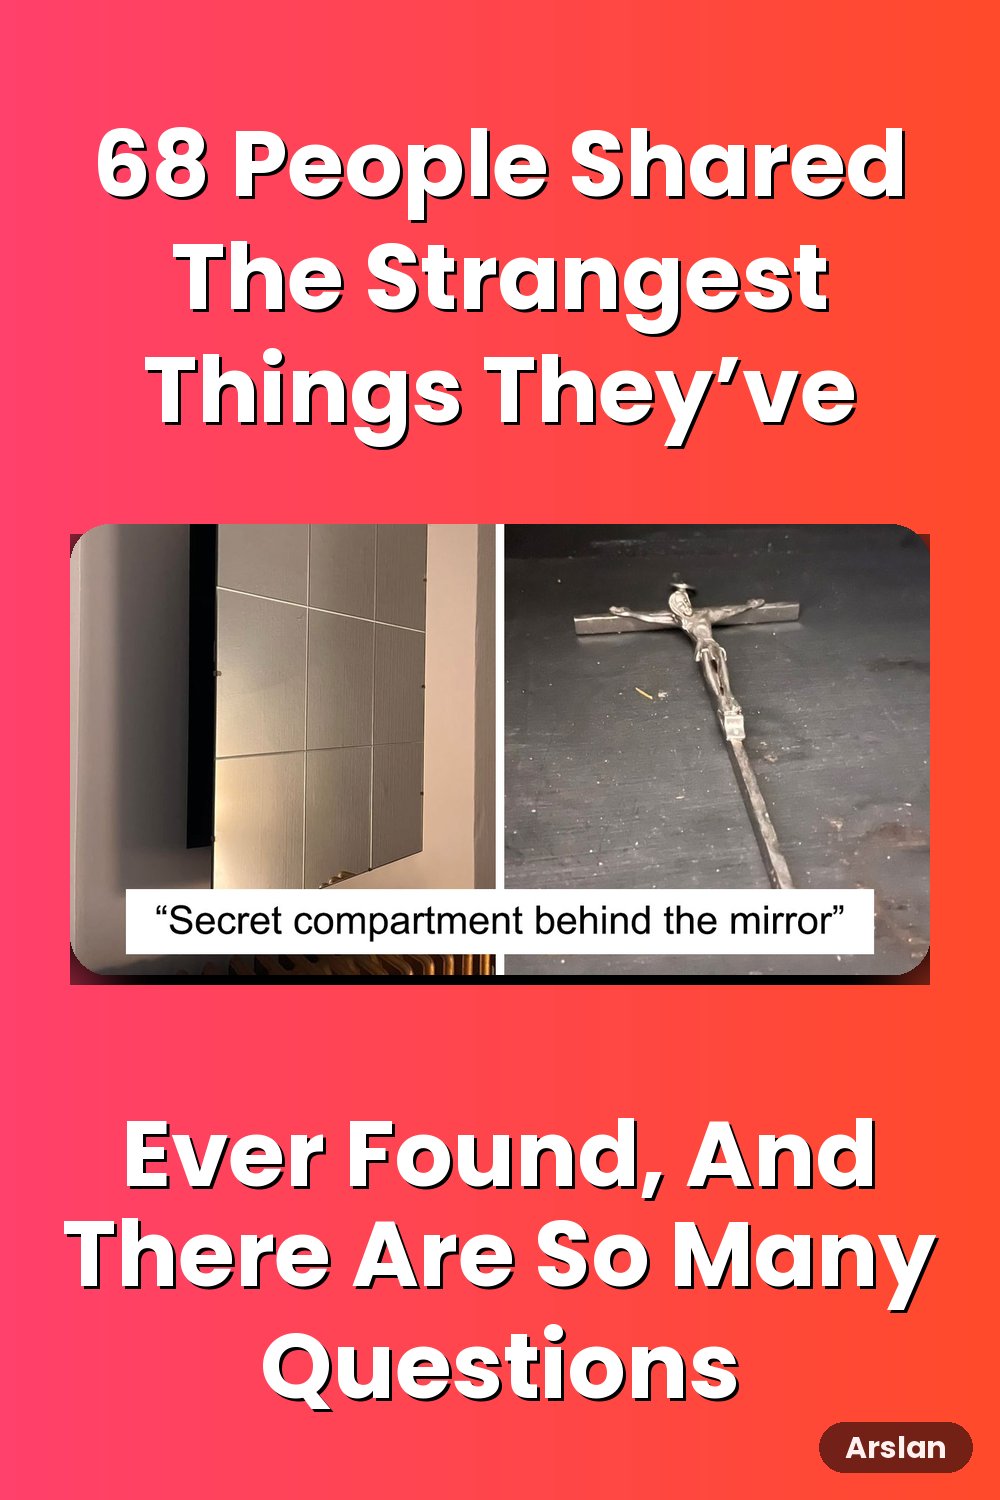 68 People Shared
The Strangest
Things They’ve
“Secret compartment behind the mirror”
Ever Found, And
There Are So Many
Questions
Arslan